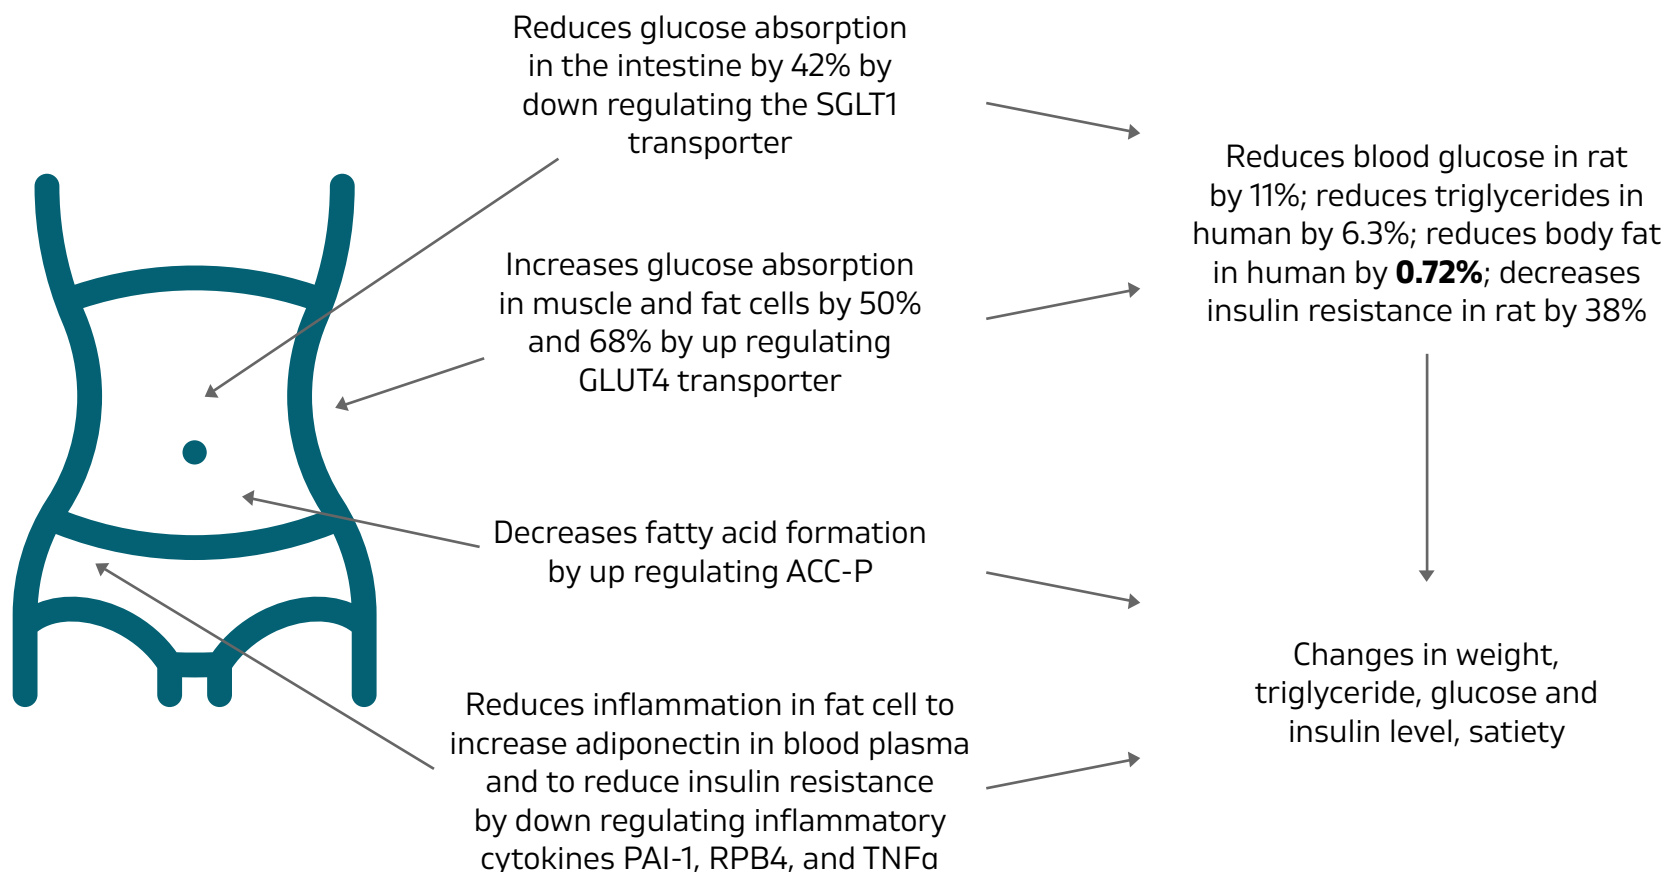 Reduces glucose absorption
in the intestine by 42% by
down regulating the SGLT1
transporter
Increases glucose absorption
in muscle and fat cells by 50%
and 68% by up regulating
GLUT4 transporter
Decreases fatty acid formation
by up regulating ACC-P
Reduces inflammation in fat cell to
increase adiponectin in blood plasma
and to reduce insulin resistance
by down regulating inflammatory
cytokines PAI-1, RPB4, and TNFα
Reduces blood glucose in rat
by 11%; reduces triglycerides in
human by 6.3%; reduces body fat
in human by 0.72%; decreases
insulin resistance in rat by 38%
Changes in weight,
triglyceride, glucose and
insulin level, satiety